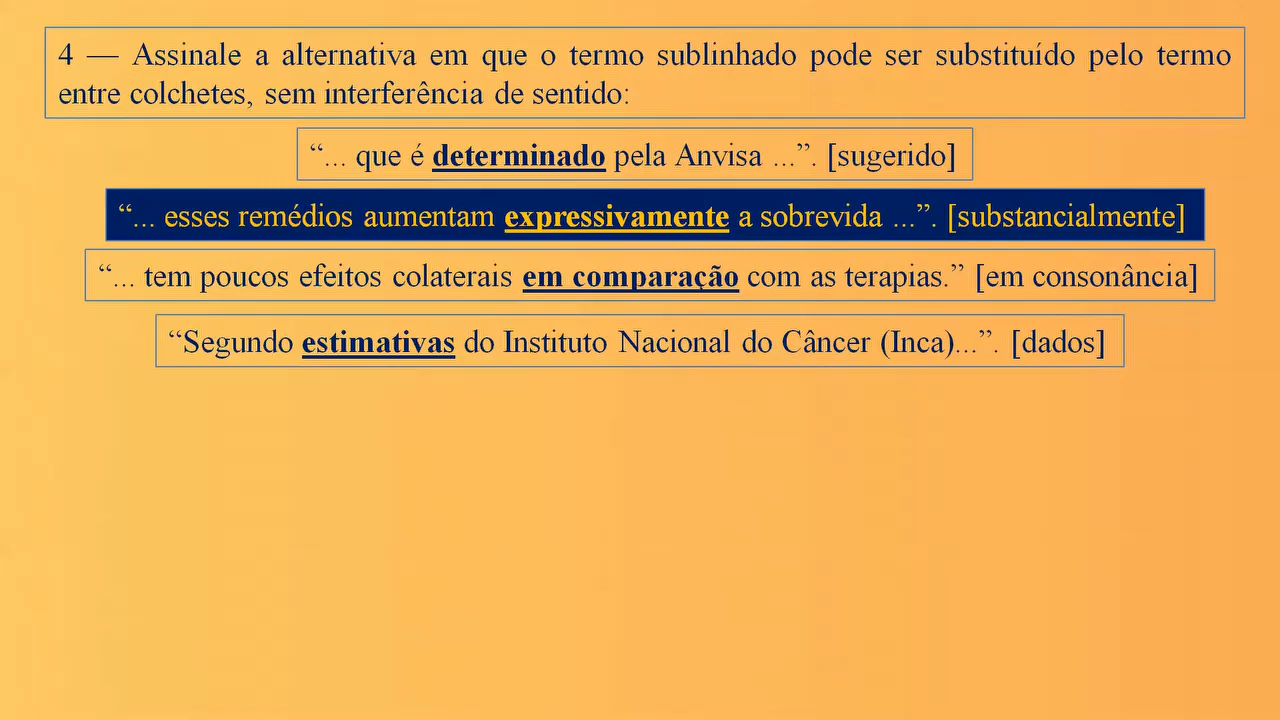 4 — Assinale a alternativa em que o termo sublinhado pode ser substituído pelo termo
entre colchetes, sem interferência de sentido:
“... que é determinado pela Anvisa ...”. [sugerido]
“... esses remédios aumentam expressivamente a sobrevida ...”. [substancialmente]
“... tem poucos efeitos colaterais em comparação com as terapias.” [em consonância]
“Segundo estimativas do Instituto Nacional do Câncer (Inca)...”. [dados]